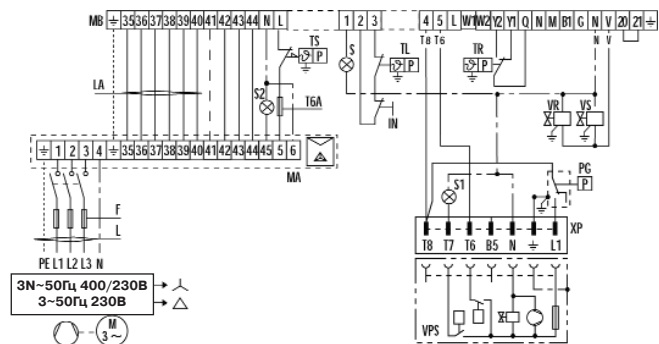 MB 35 36 37 38 39 40 41 42 43 44 N L 1 2 3 4 5 L W1 W2 Y2 Y1 Q N M B1 G N V 20 21
T8 T6 N V
TS ϑ P
S
TL ϑ P
TR ϑ P
LA
S2
T6A
IN
VR VS
1 2 3 4 35 36 37 38 39 40 41 42 43 44 45 5 6
MA
PG
P
S1
F
L
XP
T8 T7 T6 B5 N L1
PE L1 L2 L3 N
3N~50Гц 400/230В
3~50Гц 230В
VPS
M
3~